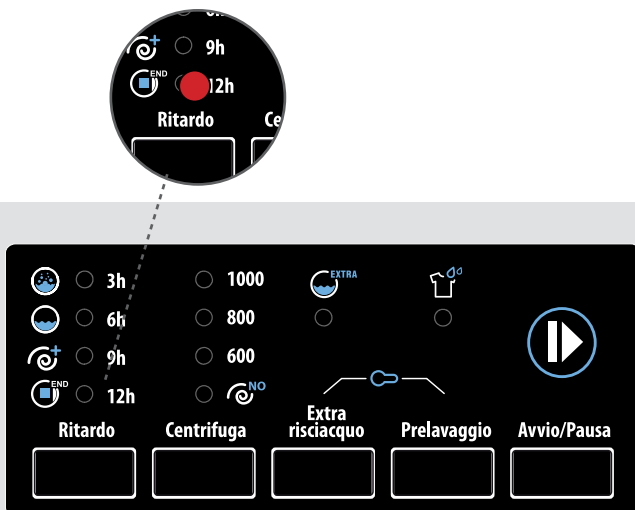 9h
END
12h
Ritardo
Ce
3h
1000
EXTRA
6h
800
9h
600
END
12h
NO
Ritardo
Centrifuga
Extra
risciacquo
Prelavaggio
Avvio/Pausa